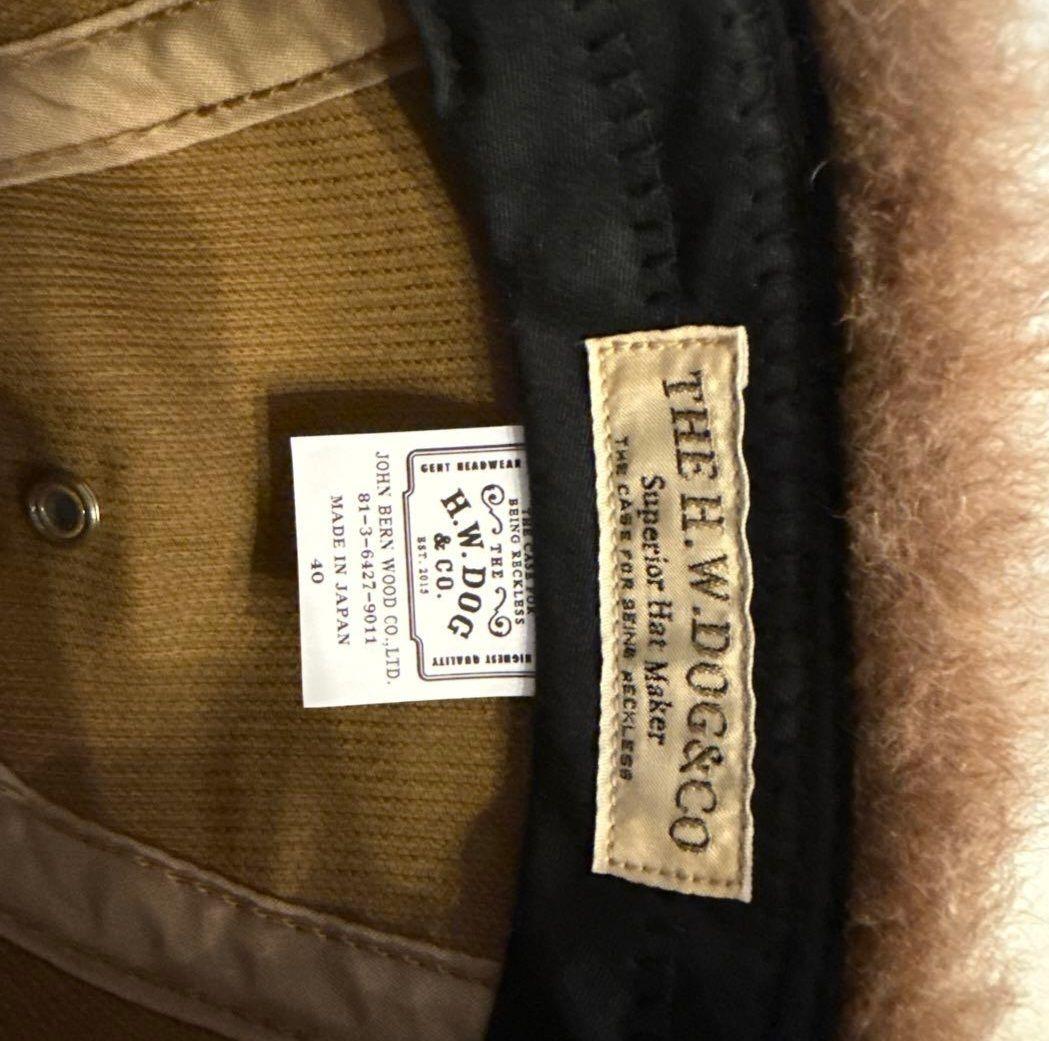 THE H.W.DOG&CO
Superior Hat Maker
THE CASE FOR BEING RECKLESS
THE CASE FOR
BEING RECKLESS
THE
H.W.DOG
& CO.
EST. 2015
GENT HEADWEAR
HIGHEST QUALITY
JOHN BERN WOOD CO.,LTD.
81-3-6427-9011
MADE IN JAPAN
40